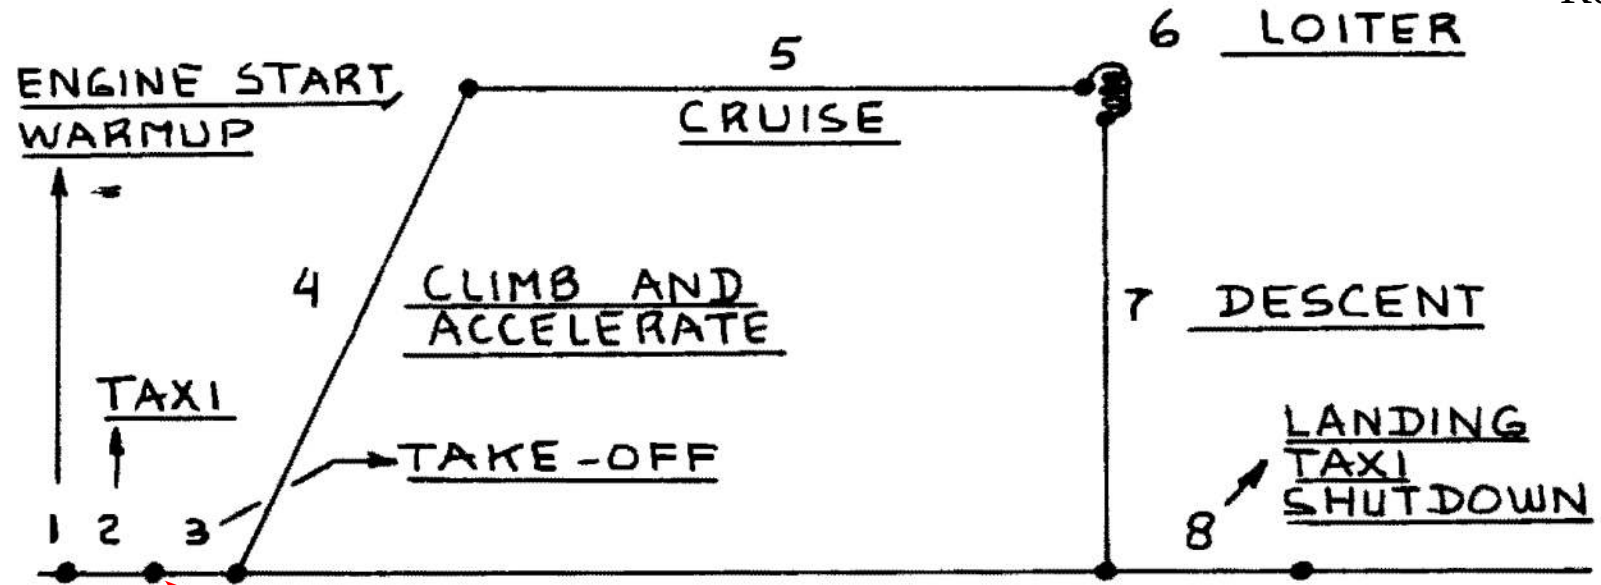 6 LOITER
5
ENGINE START,
WARMUP
CRUISE
4 CLIMB AND
ACCELERATE
7 DESCENT
TAXI
TAKE-OFF
LANDING
TAXI
SHUTDOWN
1 2 3
8